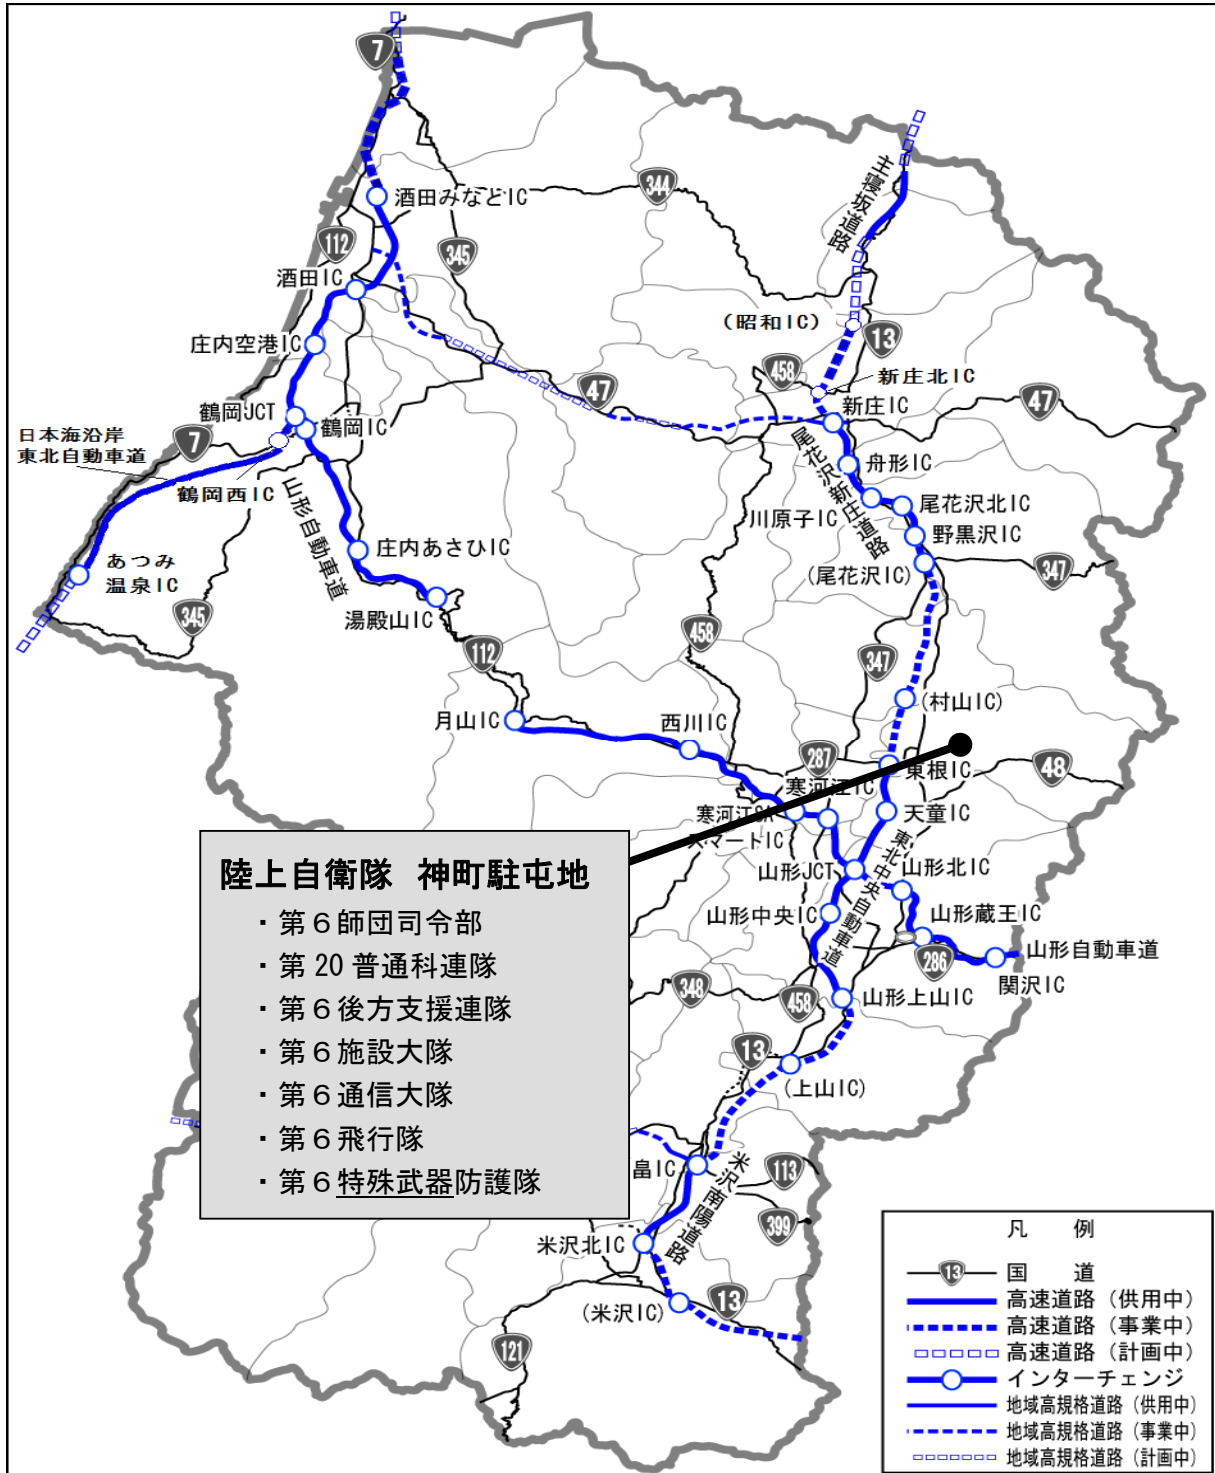 7
酒田みなとIC
344
主寝坂道路
112
345
酒田IC
(昭和IC)
庄内空港IC
13
458
新庄北IC
47
47
鶴岡JCT
新庄IC
日本海沿岸
東北自動車道
7
鶴岡IC
尾花沢新庄道路
舟形IC
鶴岡西IC
山形自動車道
川原子IC
尾花沢北IC
野黒沢IC
庄内あさひIC
あつみ
温泉IC
(尾花沢IC)
347
345
湯殿山IC
458
112
347
(村山IC)
月山IC
西川IC
287
東根IC
48
寒河江IC
寒河江SA
スマートIC
天童IC
東北中央自動車道
陸上自衛隊 神町駐屯地
・第6師団司令部
・第20普通科連隊
・第6後方支援連隊
・第6施設大隊
・第6通信大隊
・第6飛行隊
・第6特殊武器防護隊
山形JCT
山形北IC
山形中央IC
山形蔵王IC
山形自動車道
286
関沢IC
348
458
山形上山IC
13
(上山IC)
畠IC
米沢南陽道路
113
399
米沢北IC
(米沢IC)
13
121
凡 例
13 国 道
高速道路(供用中)
高速道路(事業中)
高速道路(計画中)
インターチェンジ
地域高規格道路(供用中)
地域高規格道路(事業中)
地域高規格道路(計画中)